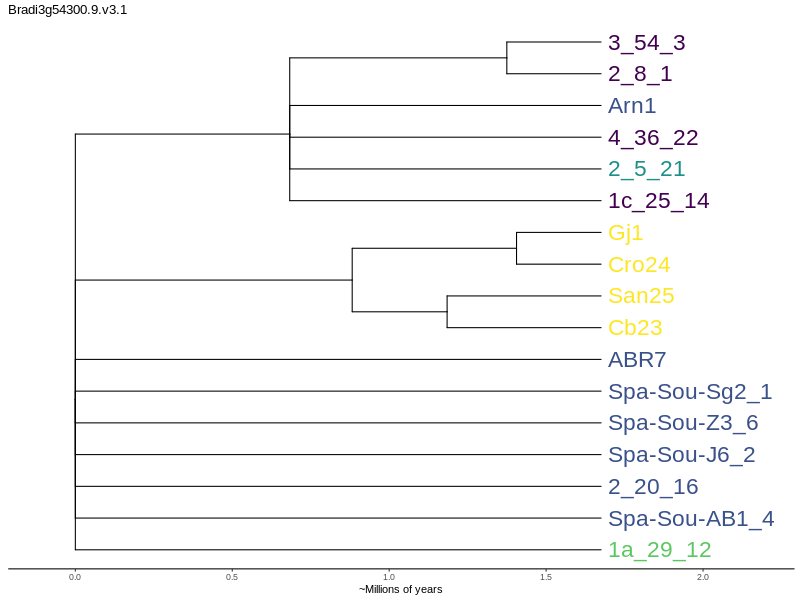 Bradi3g54300.9.v3.1
3_54_3
2_8_1
Arn1
4_36_22
2_5_21
1c_25_14
Gj1
Cro24
San25
Cb23
ABR7
Spa-Sou-Sg2_1
Spa-Sou-Z3_6
Spa-Sou-J6_2
2_20_16
Spa-Sou-AB1_4
1a_29_12
0.0 0.5 1.0 1.5 2.0
~Millions of years